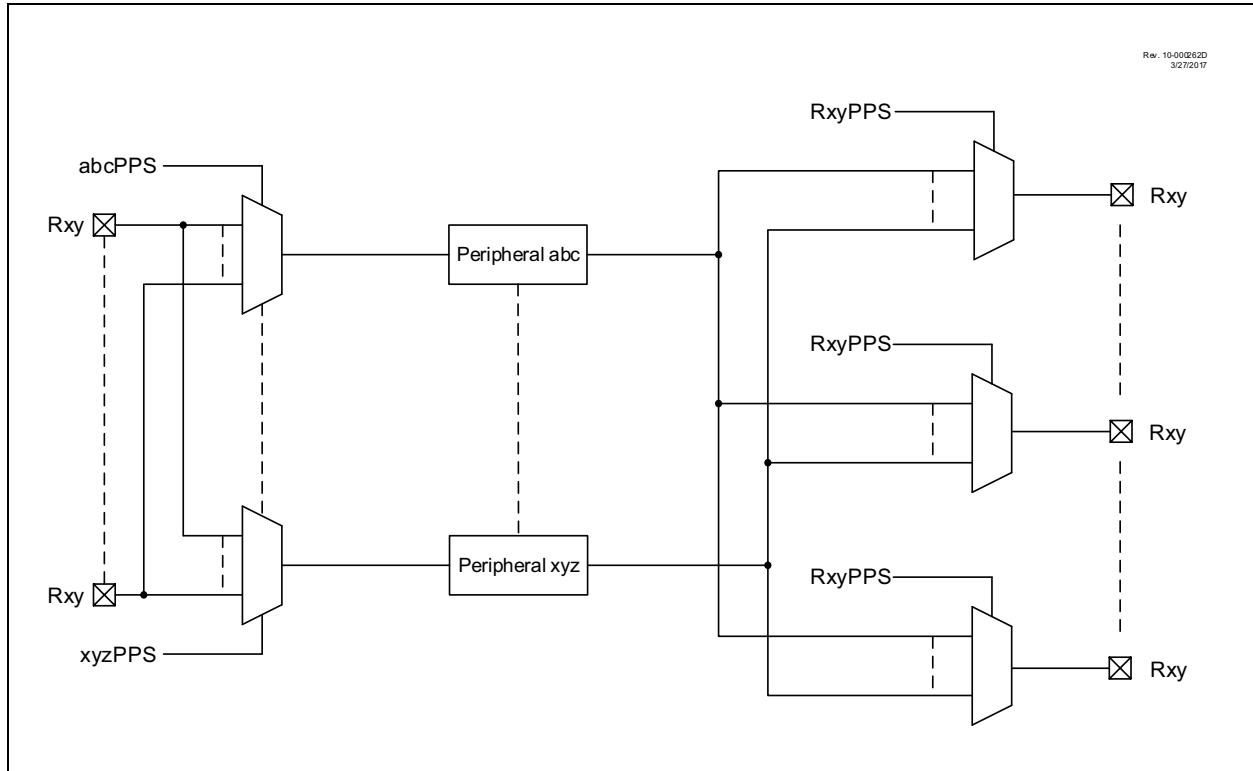 Rev. 10-000262D
3/27/2017
RxyPPS
abcPPS
Rxy
Rxy
Peripheral abc
RxyPPS
Rxy
Peripheral xyz
RxyPPS
Rxy
xyzPPS
Rxy